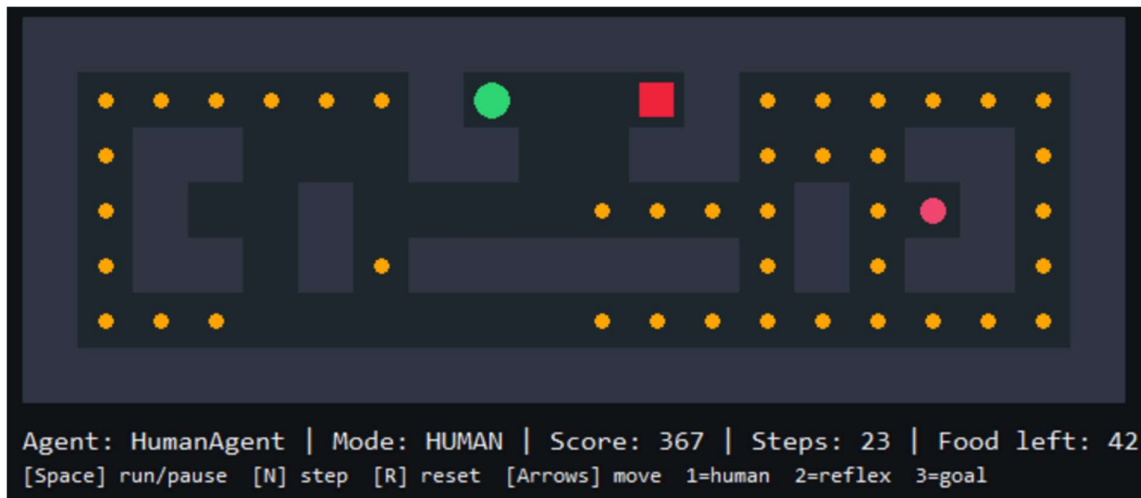 Agent: HumanAgent | Mode: HUMAN | Score: 367 | Steps: 23 | Food left: 42
[Space] run/pause [N] step [R] reset [Arrows] move 1=human 2=reflex 3=goal